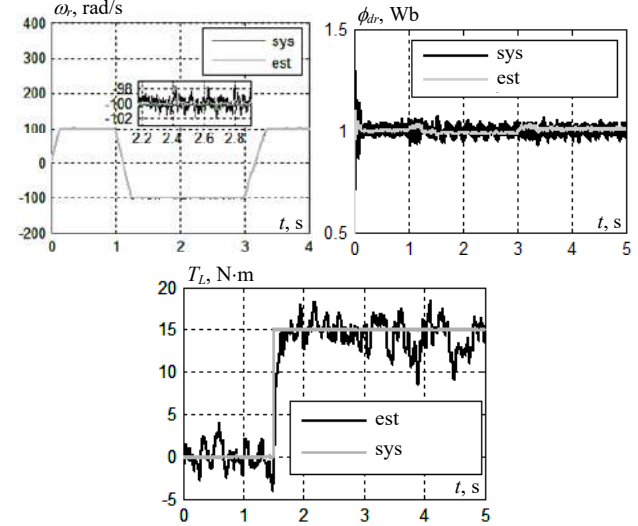 ωr, rad/s
400
300
200
100
0
-100
-200
sys
est
-98
-100
-102
2.2 2.4 2.6 2.8
t, s
0 1 2 3 4
ϕdr, Wb
1.5
1
0.5
sys
est
t, s
0 1 2 3 4 5
TL, N·m
20
15
10
5
0
-5
est
sys
t, s
0 1 2 3 4 5